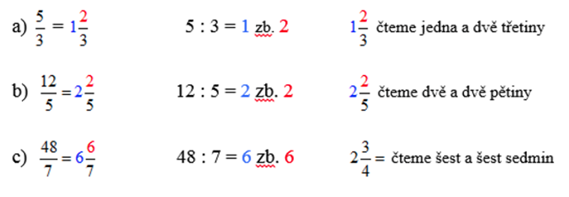 a) 5/3 = 1 2/3 5 : 3 = 1 zb. 2 1 2/3 čteme jedna a dvě třetiny
b) 12/5 = 2 2/5 12 : 5 = 2 zb. 2 2 2/5 čteme dvě a dvě pětiny
c) 48/7 = 6 6/7 48 : 7 = 6 zb. 6 2 3/4 = čteme šest a šest sedmin